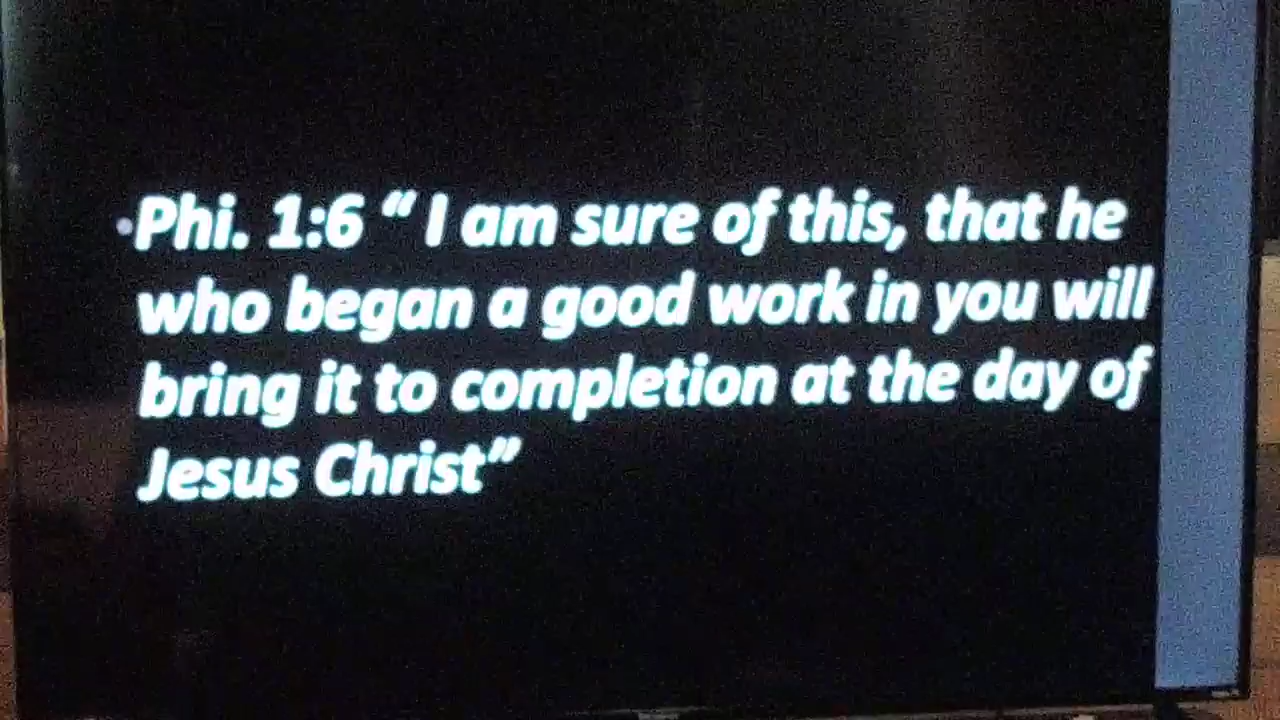 •Phi. 1:6 “ I am sure of this, that he
who began a good work in you will
bring it to completion at the day of
Jesus Christ”